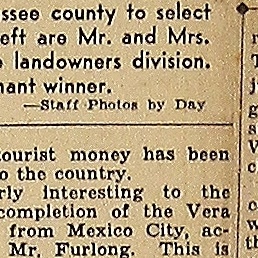 ssee county to select
eft are Mr. and Mrs.
landowners division.
nant winner.
—Staff Photos by Day
tourist money has been
o the country.
rly interesting to the
completion of the Vera
from Mexico City, ac-
Mr. Furlong. This is